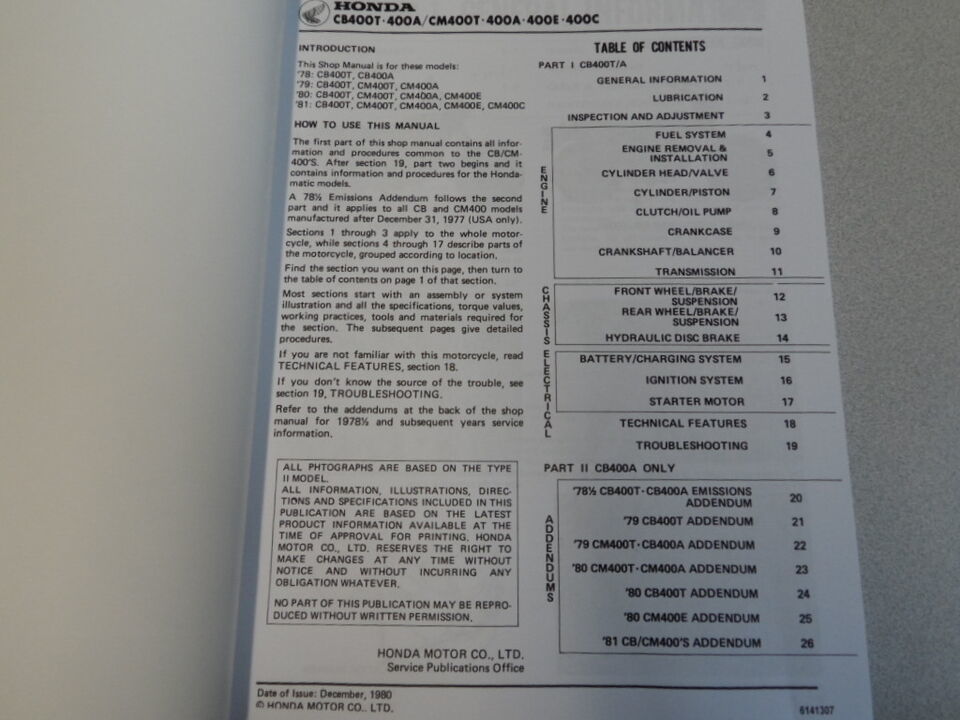 HONDA
CB400T·400A/CM400T·400A·400E·400C
INTRODUCTION
This Shop Manual is for these models:
'78: CB400T, CB400A
'79: CB400T, CM400T, CM400A
'80: CB400T, CM400T, CM400A, CM400E
'81: CB400T, CM400T, CM400A, CM400E, CM400C
HOW TO USE THIS MANUAL
The first part of this shop manual contains all infor-
mation and procedures common to the CB/CM-
400'S. After section 19, part two begins and it
contains information and procedures for the Honda-
matic models.
A 78½ Emissions Addendum follows the second
part and it applies to all CB and CM400 models
manufactured after December 31, 1977 (USA only).
Sections 1 through 3 apply to the whole motor-
cycle, while sections 4 through 17 describe parts of
the motorcycle, grouped according to location.
Find the section you want on this page, then turn to
the table of contents on page 1 of that section.
Most sections start with an assembly or system
illustration and all the specifications, torque values,
working practices, tools and materials required for
the section. The subsequent pages give detailed
procedures.
If you are not familiar with this motorcycle, read
TECHNICAL FEATURES, section 18.
If you don't know the source of the trouble, see
section 19, TROUBLESHOOTING.
Refer to the addendums at the back of the shop
manual for 1978½ and subsequent years service
information.
ALL PHTOGRAPHS ARE BASED ON THE TYPE
II MODEL.
ALL INFORMATION, ILLUSTRATIONS, DIREC-
TIONS AND SPECIFICATIONS INCLUDED IN THIS
PUBLICATION ARE BASED ON THE LATEST
PRODUCT INFORMATION AVAILABLE AT THE
TIME OF APPROVAL FOR PRINTING. HONDA
MOTOR CO., LTD. RESERVES THE RIGHT TO
MAKE CHANGES AT ANY TIME WITHOUT
NOTICE AND WITHOUT INCURRING ANY
OBLIGATION WHATEVER.
NO PART OF THIS PUBLICATION MAY BE REPRO-
DUCED WITHOUT WRITTEN PERMISSION.
HONDA MOTOR CO., LTD.
Service Publications Office
TABLE OF CONTENTS
PART I CB400T/A
GENERAL INFORMATION 1
LUBRICATION 2
INSPECTION AND ADJUSTMENT 3
ENGINE
FUEL SYSTEM 4
ENGINE REMOVAL &
INSTALLATION 5
CYLINDER HEAD/VALVE 6
CYLINDER/PISTON 7
CLUTCH/OIL PUMP 8
CRANKCASE 9
CRANKSHAFT/BALANCER 10
TRANSMISSION 11
CHASSIS
FRONT WHEEL/BRAKE/
SUSPENSION 12
REAR WHEEL/BRAKE/
SUSPENSION 13
HYDRAULIC DISC BRAKE 14
ELECTRICAL
BATTERY/CHARGING SYSTEM 15
IGNITION SYSTEM 16
STARTER MOTOR 17
TECHNICAL FEATURES 18
TROUBLESHOOTING 19
PART II CB400A ONLY
ADDENDUMS
'78½ CB400T·CB400A EMISSIONS
ADDENDUM 20
'79 CB400T ADDENDUM 21
'79 CM400T·CB400A ADDENDUM 22
'80 CM400T·CM400A ADDENDUM 23
'80 CB400T ADDENDUM 24
'80 CM400E ADDENDUM 25
'81 CB/CM400'S ADDENDUM 26
Date of Issue: December, 1980
© HONDA MOTOR CO., LTD.
6141307